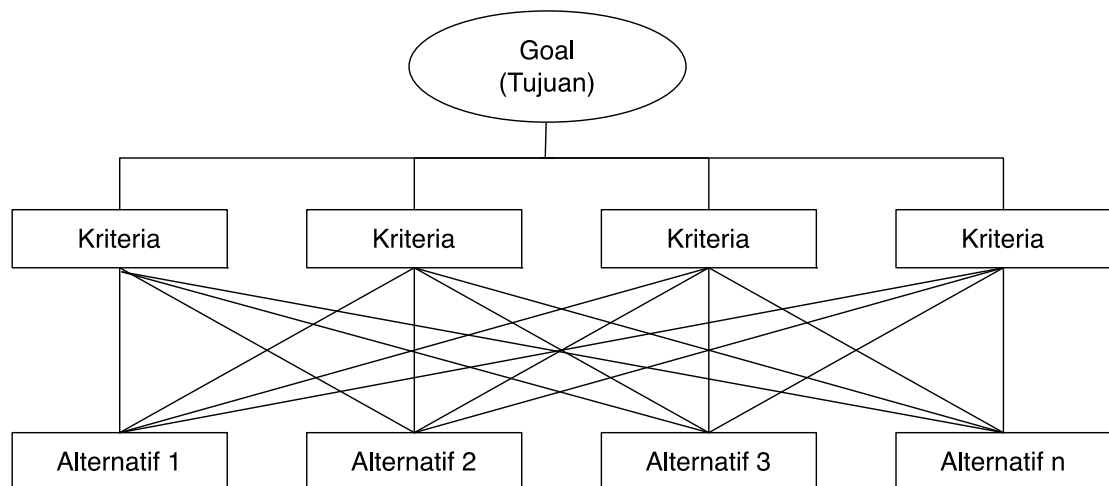 Goal
(Tujuan)
Kriteria
Kriteria
Kriteria
Kriteria
Alternatif 1
Alternatif 2
Alternatif 3
Alternatif n